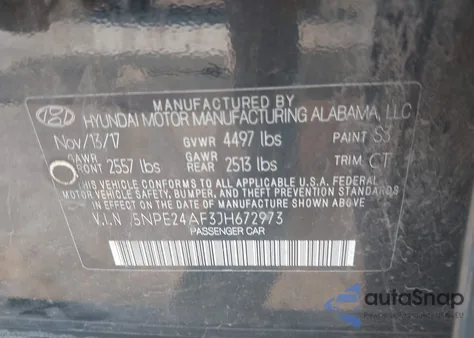 MANUFACTURED BY
HYUNDAI MOTOR MANUFACTURING ALABAMA, LLC
Nov/13/17 GVWR 4497 lbs PAINT S3
GAWR FRONT 2557 lbs GAWR REAR 2513 lbs TRIM CT
THIS VEHICLE CONFORMS TO ALL APPLICABLE U.S.A FEDERAL
MOTOR VEHICLE SAFETY, BUMPER, AND THEFT PREVENTION
STANDARDS IN EFFECT ON THE DATE OF MANUFACTURE SHOWN ABOVE.
V.I.N 5NPE24AF3JH672973
PASSENGER CAR
autoSnap